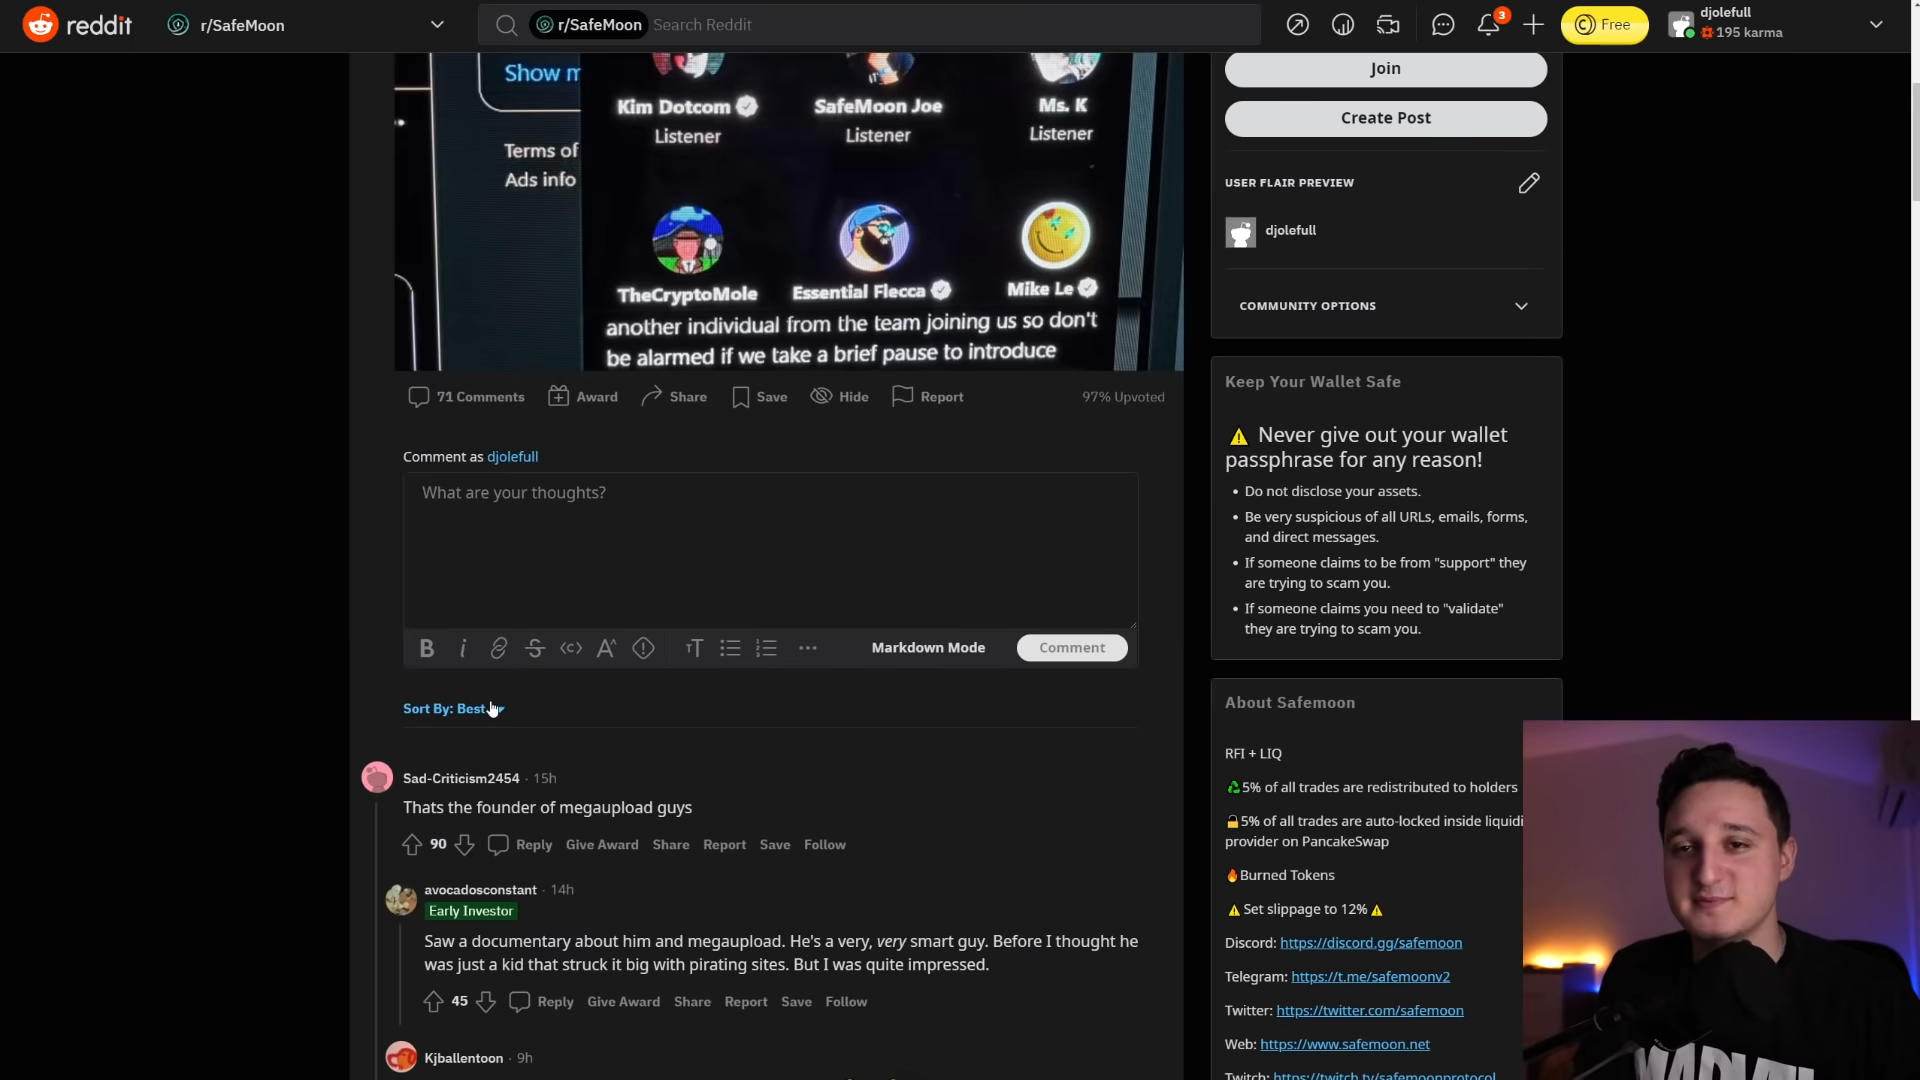 reddit
r/SafeMoon
r/SafeMoon
Search Reddit
3
Free
djolefull
195 karma
Show m
Kim Dotcom
SafeMoon Joe
Ms. K
Listener
Listener
Listener
Terms of
Ads info
TheCryptoMole
Essential Flecca
Mike Le
another individual from the team joining us so don't
be alarmed if we take a brief pause to introduce
71 Comments
Award
Share
Save
Hide
Report
97% Upvoted
Comment as djolefull
What are your thoughts?
B
i
Markdown Mode
Comment
Sort By: Best
Sad-Criticism2454 · 15h
Thats the founder of megaupload guys
90
Reply
Give Award
Share
Report
Save
Follow
avocadosconstant · 14h
Early Investor
Saw a documentary about him and megaupload. He's a very, very smart guy. Before I thought he
was just a kid that struck it big with pirating sites. But I was quite impressed.
45
Reply
Give Award
Share
Report
Save
Follow
Kjballentoon · 9h
Join
Create Post
USER FLAIR PREVIEW
djolefull
COMMUNITY OPTIONS
Keep Your Wallet Safe
⚠️ Never give out your wallet
passphrase for any reason!
• Do not disclose your assets.
• Be very suspicious of all URLs, emails, forms,
and direct messages.
• If someone claims to be from "support" they
are trying to scam you.
• If someone claims you need to "validate"
they are trying to scam you.
About Safemoon
RFI + LIQ
♻️5% of all trades are redistributed to holders
🔒5% of all trades are auto-locked inside liquidi
provider on PancakeSwap
🔥Burned Tokens
⚠️Set slippage to 12%⚠️
Discord: https://discord.gg/safemoon
Telegram: https://t.me/safemoonv2
Twitter: https://twitter.com/safemoon
Web: https://www.safemoon.net
Twitch: https://twitch.tv/safemoonprotocol